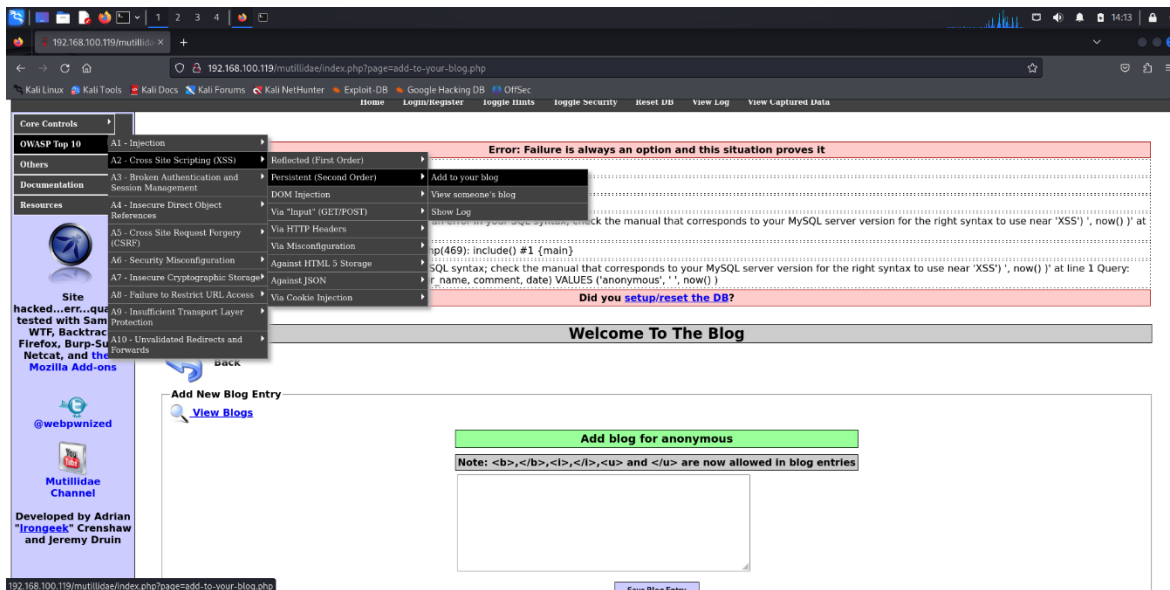 1 2 3 4
14:13
192.168.100.119/mutillida
192.168.100.119/mutillidae/index.php?page=add-to-your-blog.php
Kali Linux Kali Tools Kali Docs Kali Forums Kali NetHunter Exploit-DB Google Hacking DB OffSec
Home Login/Register Toggle Hints Toggle Security Reset DB View Log View Captured Data
Core Controls
OWASP Top 10
Others
Documentation
Resources
A1 - Injection
A2 - Cross Site Scripting (XSS)
A3 - Broken Authentication and
Session Management
A4 - Insecure Direct Object
References
A5 - Cross Site Request Forgery
(CSRF)
A6 - Security Misconfiguration
A7 - Insecure Cryptographic Storage
A8 - Failure to Restrict URL Access
A9 - Insufficient Transport Layer
Protection
A10 - Unvalidated Redirects and
Forwards
Reflected (First Order)
Persistent (Second Order)
DOM Injection
Via "Input" (GET/POST)
Via HTTP Headers
Via Misconfiguration
Against HTML 5 Storage
Against JSON
Via Cookie Injection
Add to your blog
View someone's blog
Show Log
Error: Failure is always an option and this situation proves it
error in your SQL syntax; check the manual that corresponds to your MySQL server version for the right syntax to use near 'XSS') ', now() )' at
(469): include() #1 {main}
SQL syntax; check the manual that corresponds to your MySQL server version for the right syntax to use near 'XSS') ', now() )' at line 1 Query:
_name, comment, date) VALUES ('anonymous', ' ', now() )
Did you setup/reset the DB?
Site
hacked...err...qua
tested with Sam
WTF, Backtrac
Firefox, Burp-Su
Netcat, and the
Mozilla Add-ons
@webpwnized
You
Tube
Mutillidae
Channel
Developed by Adrian
"Irongeek" Crenshaw
and Jeremy Druin
Welcome To The Blog
Back
Add New Blog Entry
View Blogs
Add blog for anonymous
Note: <b>,</b>,<i>,</i>,<u> and </u> are now allowed in blog entries
Save Blog Entry
192.168.100.119/mutillidae/index.php?page=add-to-your-blog.php